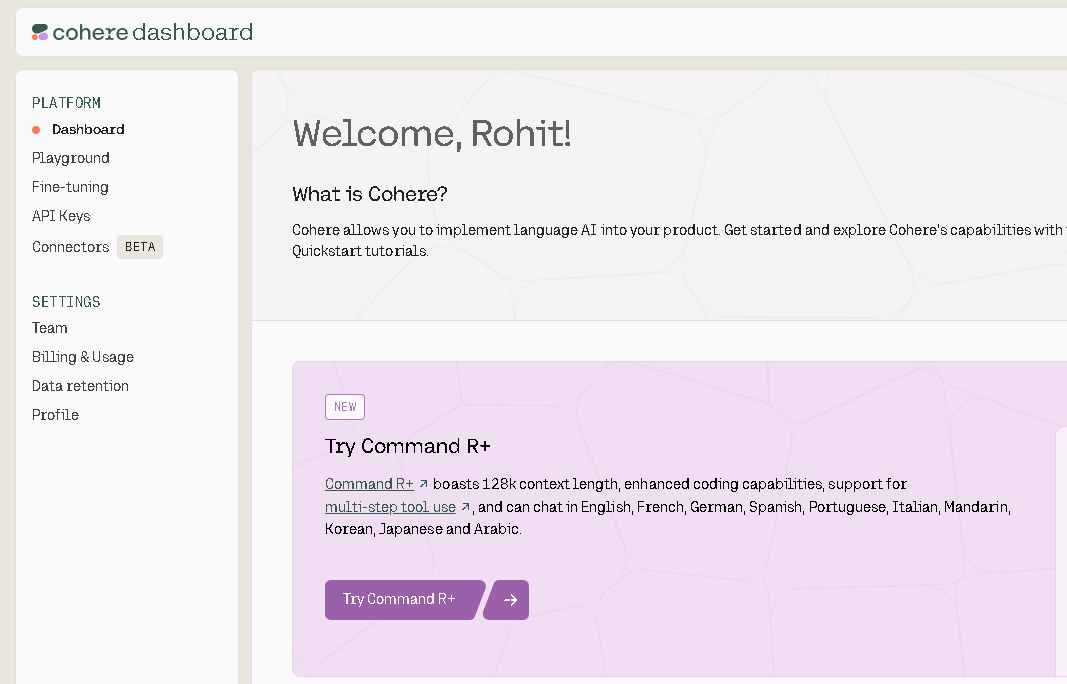 cohere dashboard
PLATFORM
Dashboard
Playground
Fine-tuning
API Keys
Connectors BETA
SETTINGS
Team
Billing & Usage
Data retention
Profile
Welcome, Rohit!
What is Cohere?
Cohere allows you to implement language AI into your product. Get started and explore Cohere's capabilities with
Quickstart tutorials.
NEW
Try Command R+
Command R+ ↗ boasts 128k context length, enhanced coding capabilities, support for
multi-step tool use ↗, and can chat in English, French, German, Spanish, Portuguese, Italian, Mandarin,
Korean, Japanese and Arabic.
Try Command R+ →